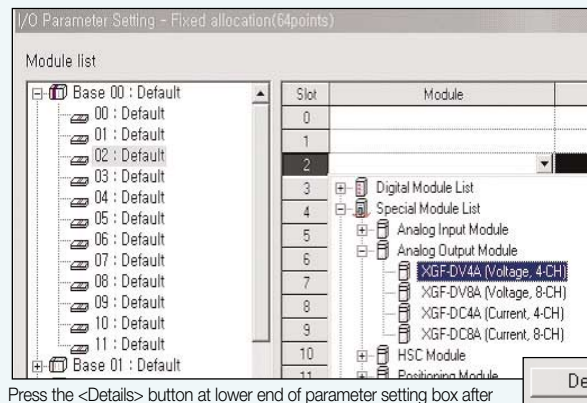 I/O Parameter Setting - Fixed allocation(64points)
Module list
Base 00 : Default
00 : Default
01 : Default
02 : Default
03 : Default
04 : Default
05 : Default
06 : Default
07 : Default
08 : Default
09 : Default
10 : Default
11 : Default
Base 01 : Default
Slot Module
0
1
2
3 Digital Module List
4 Special Module List
5 Analog Input Module
6 Analog Output Module
7 XGF-DV4A (Voltage, 4-CH)
XGF-DV8A (Voltage, 8-CH)
8 XGF-DC4A (Current, 4-CH)
9 XGF-DC8A (Current, 8-CH)
10 HSC Module
11 Positioning Module
De
Press the <Details> button at lower end of parameter setting box after